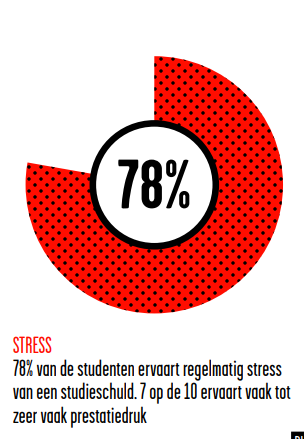 78%
STRESS
78% van de studenten ervaart regelmatig stress
van een studieschuld. 7 op de 10 ervaart vaak tot
zeer vaak prestatiedruk